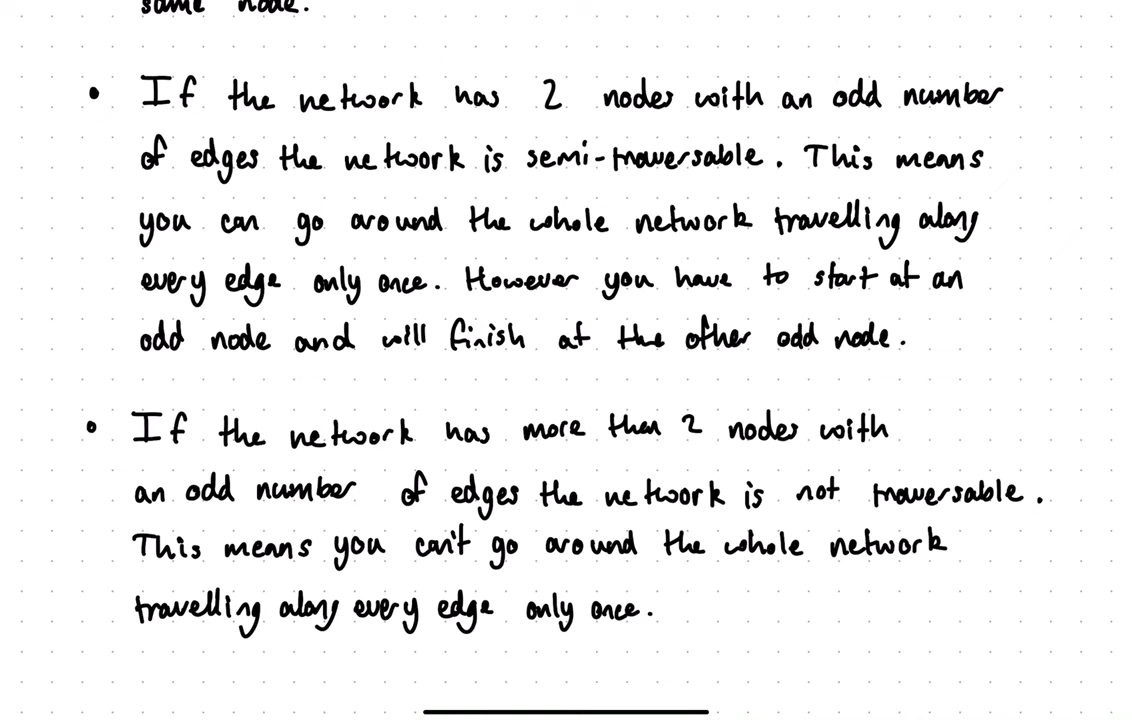 same node.
• If the network has 2 nodes with an odd number
of edges the network is semi-traversable. This means
you can go around the whole network travelling along
every edge only once. However you have to start at an
odd node and will finish at the other odd node.
• If the network has more than 2 nodes with
an odd number of edges the network is not traversable.
This means you can't go around the whole network
travelling along every edge only once.